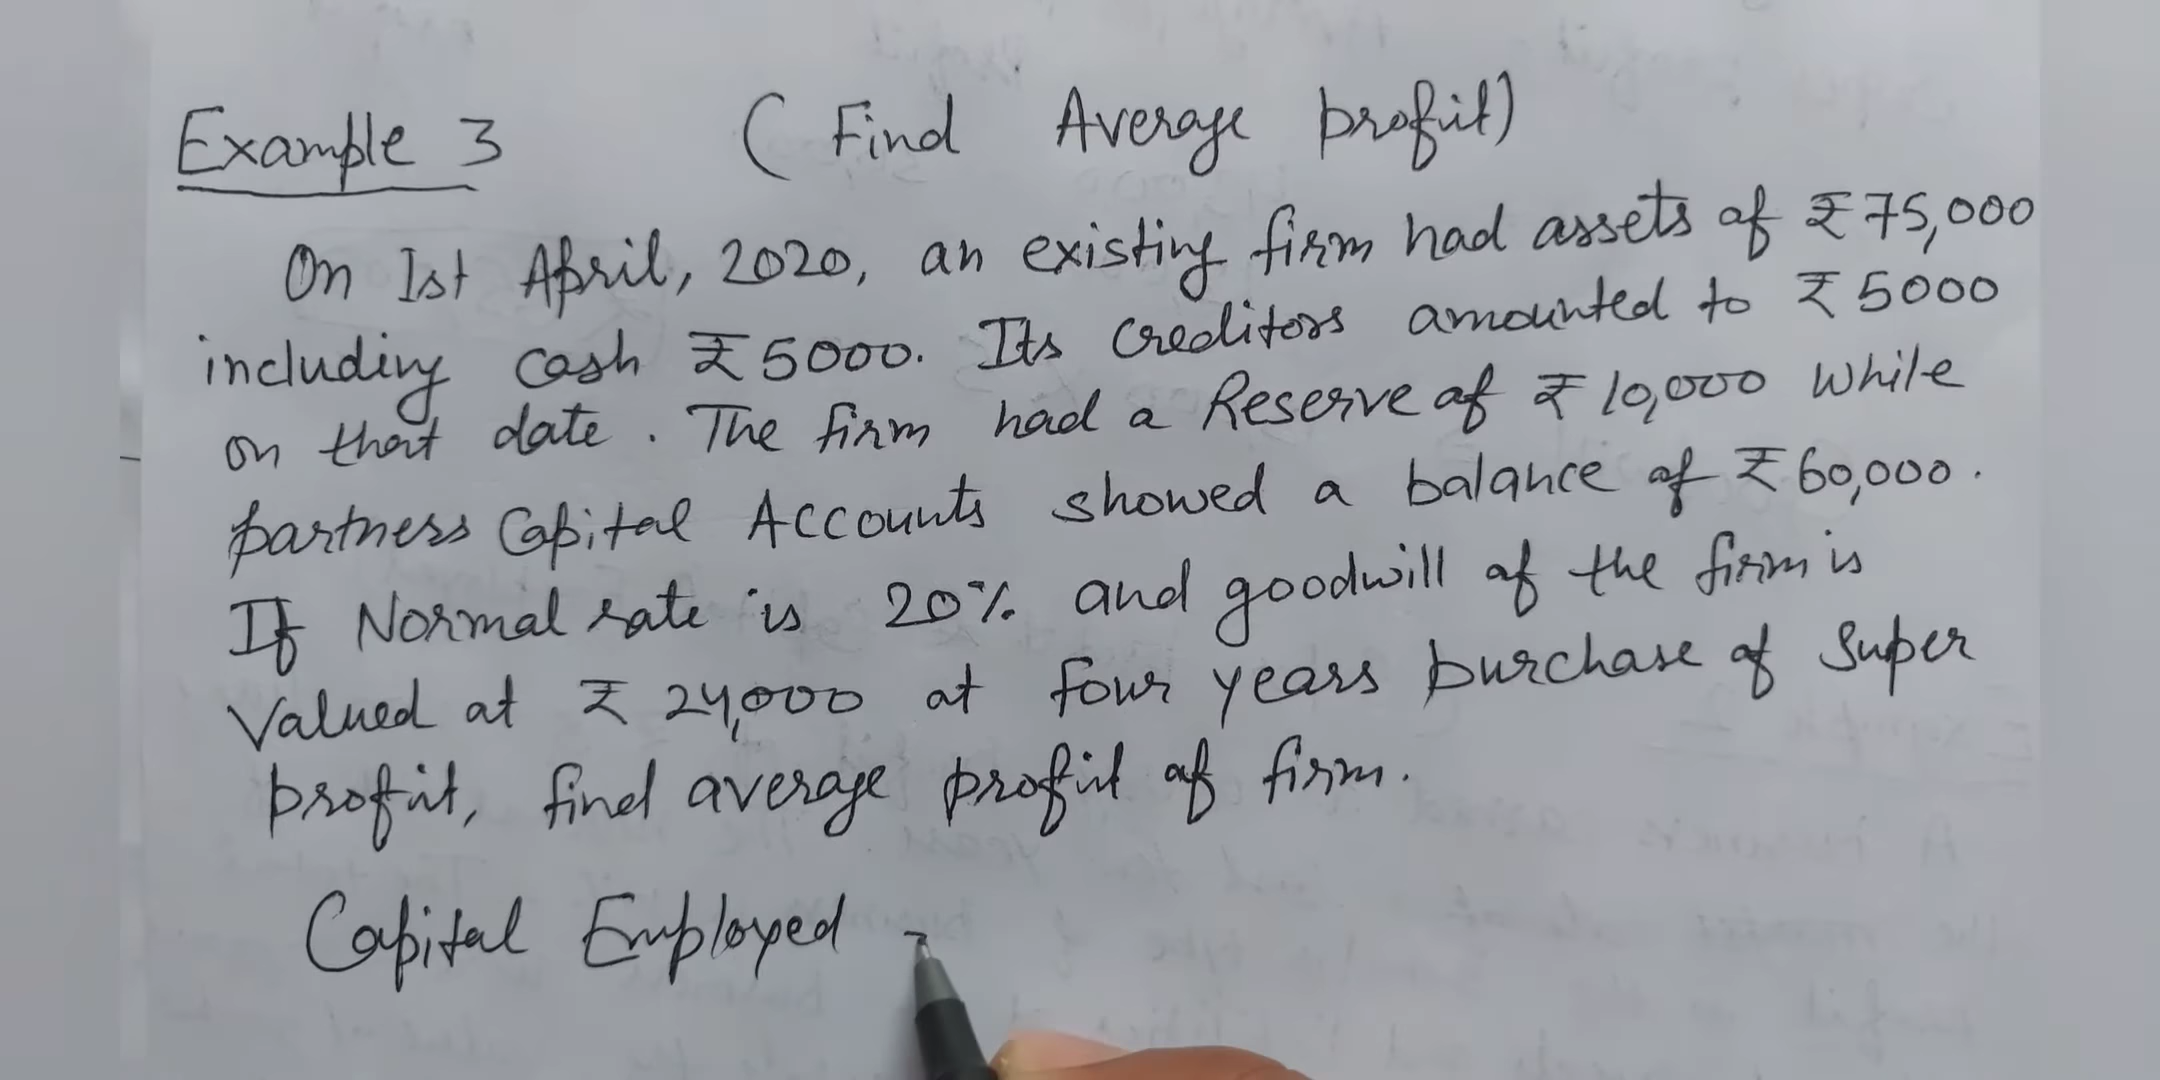 Example 3 (Find Average profit)
On Ist April, 2020, an existing firm had assets of ₹75,000
including cash ₹5000. Its Creditors amounted to ₹5000
on that date. The firm had a Reserve of ₹10,000 while
partners Capital Accounts showed a balance of ₹60,000.
If Normal rate is 20% and goodwill of the firm is
Valued at ₹24,000 at four years purchase of Super
profit, find average profit of firm.
Capital Employed